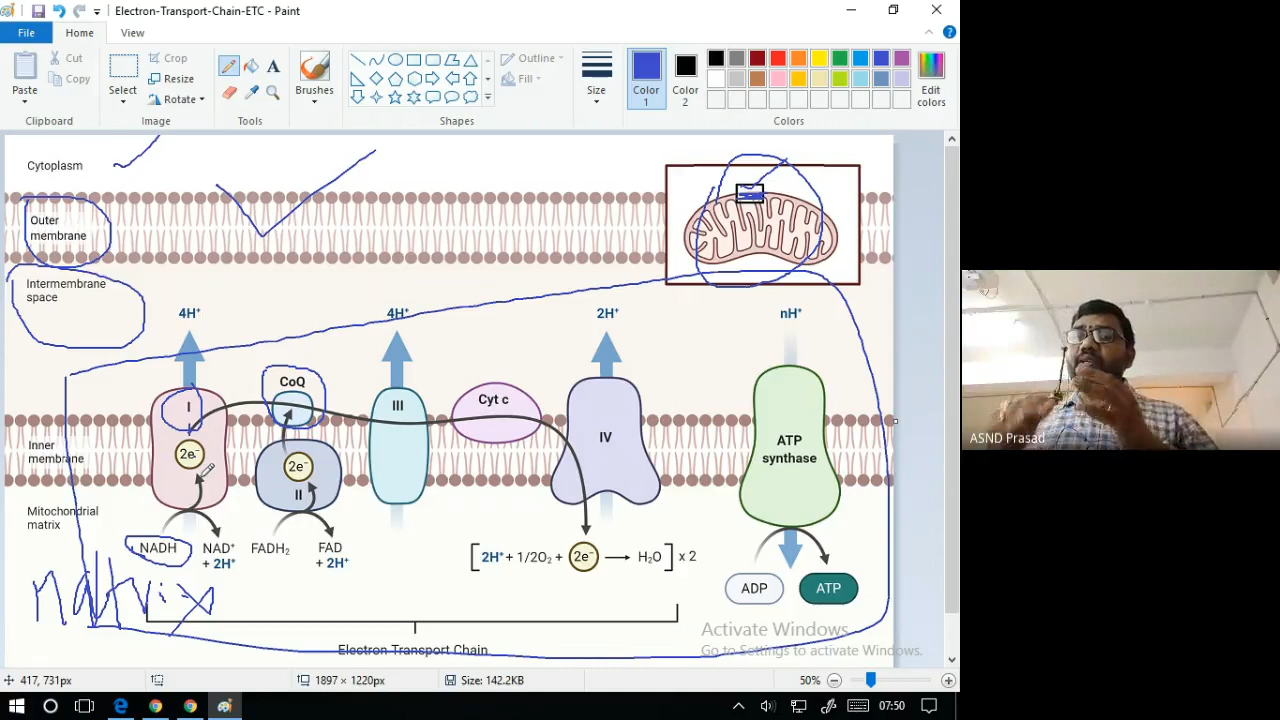 Electron-Transport-Chain-ETC - Paint
File
Home
View
Paste
Cut
Copy
Clipboard
Select
Crop
Resize
Rotate
Image
A
Tools
Brushes
Outline
Fill
Shapes
Size
Color
1
Color
2
Edit
colors
Colors
Cytoplasm
Outer
membrane
Intermembrane
space
4H⁺
4H⁺
2H⁺
nH⁺
CoQ
I
III
Cyt c
IV
ATP
synthase
Inner
membrane
2e⁻
2e⁻
II
Mitochondrial
matrix
NADH
NAD⁺
+ 2H⁺
FADH₂
FAD
+ 2H⁺
[2H⁺ + 1/2O₂ + 2e⁻ → H₂O] x 2
ADP
ATP
matrix
Electron Transport Chain
Activate Windows
Go to Settings to activate Windows.
417, 731px
1897 × 1220px
Size: 142.2KB
50%
07:50
ASND Prasad